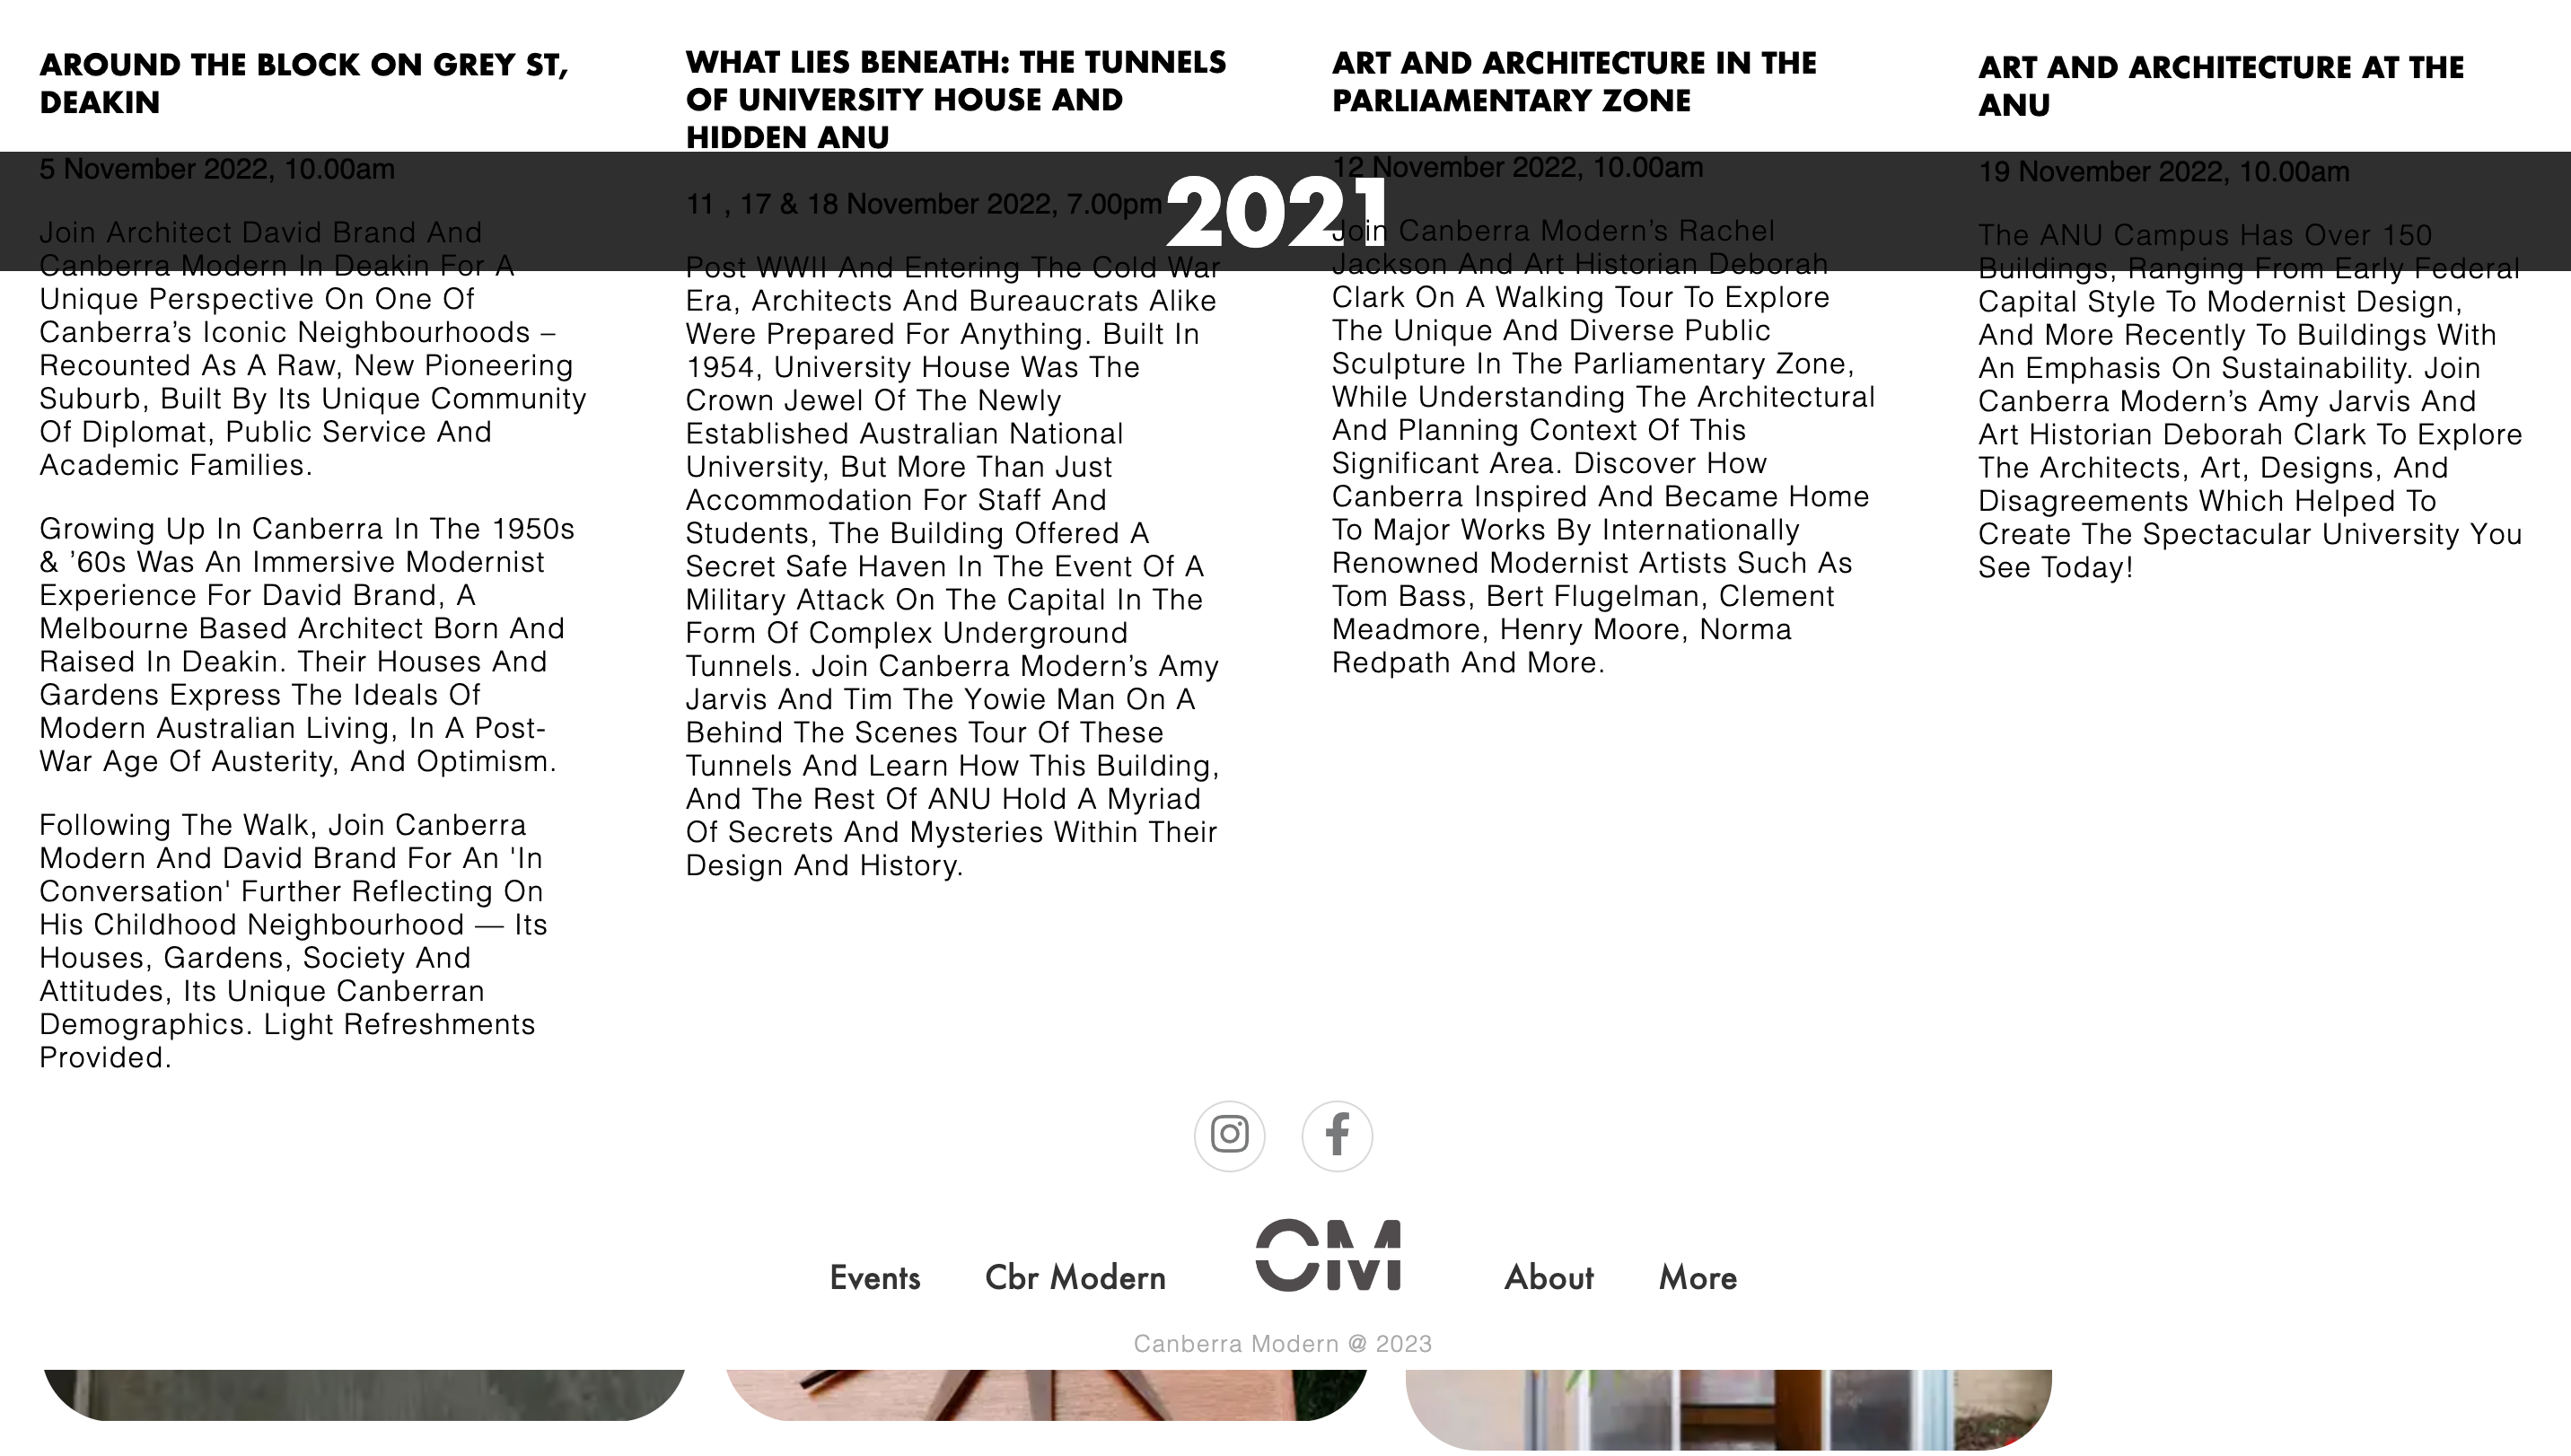 AROUND THE BLOCK ON GREY ST,
DEAKIN
5 November 2022, 10.00am
Join Architect David Brand And
Canberra Modern In Deakin For A
Unique Perspective On One Of
Canberra’s Iconic Neighbourhoods –
Recounted As A Raw, New Pioneering
Suburb, Built By Its Unique Community
Of Diplomat, Public Service And
Academic Families.
Growing Up In Canberra In The 1950s
& ’60s Was An Immersive Modernist
Experience For David Brand, A
Melbourne Based Architect Born And
Raised In Deakin. Their Houses And
Gardens Express The Ideals Of
Modern Australian Living, In A Post-
War Age Of Austerity, And Optimism.
Following The Walk, Join Canberra
Modern And David Brand For An 'In
Conversation' Further Reflecting On
His Childhood Neighbourhood — Its
Houses, Gardens, Society And
Attitudes, Its Unique Canberran
Demographics. Light Refreshments
Provided.
WHAT LIES BENEATH: THE TUNNELS
OF UNIVERSITY HOUSE AND
HIDDEN ANU
11 , 17 & 18 November 2022, 7.00pm
Post WWII And Entering The Cold War
Era, Architects And Bureaucrats Alike
Were Prepared For Anything. Built In
1954, University House Was The
Crown Jewel Of The Newly
Established Australian National
University, But More Than Just
Accommodation For Staff And
Students, The Building Offered A
Secret Safe Haven In The Event Of A
Military Attack On The Capital In The
Form Of Complex Underground
Tunnels. Join Canberra Modern’s Amy
Jarvis And Tim The Yowie Man On A
Behind The Scenes Tour Of These
Tunnels And Learn How This Building,
And The Rest Of ANU Hold A Myriad
Of Secrets And Mysteries Within Their
Design And History.
2021
ART AND ARCHITECTURE IN THE
PARLIAMENTARY ZONE
12 November 2022, 10.00am
Join Canberra Modern’s Rachel
Jackson And Art Historian Deborah
Clark On A Walking Tour To Explore
The Unique And Diverse Public
Sculpture In The Parliamentary Zone,
While Understanding The Architectural
And Planning Context Of This
Significant Area. Discover How
Canberra Inspired And Became Home
To Major Works By Internationally
Renowned Modernist Artists Such As
Tom Bass, Bert Flugelman, Clement
Meadmore, Henry Moore, Norma
Redpath And More.
ART AND ARCHITECTURE AT THE
ANU
19 November 2022, 10.00am
The ANU Campus Has Over 150
Buildings, Ranging From Early Federal
Capital Style To Modernist Design,
And More Recently To Buildings With
An Emphasis On Sustainability. Join
Canberra Modern’s Amy Jarvis And
Art Historian Deborah Clark To Explore
The Architects, Art, Designs, And
Disagreements Which Helped To
Create The Spectacular University You
See Today!
Events Cbr Modern CM About More
Canberra Modern @ 2023